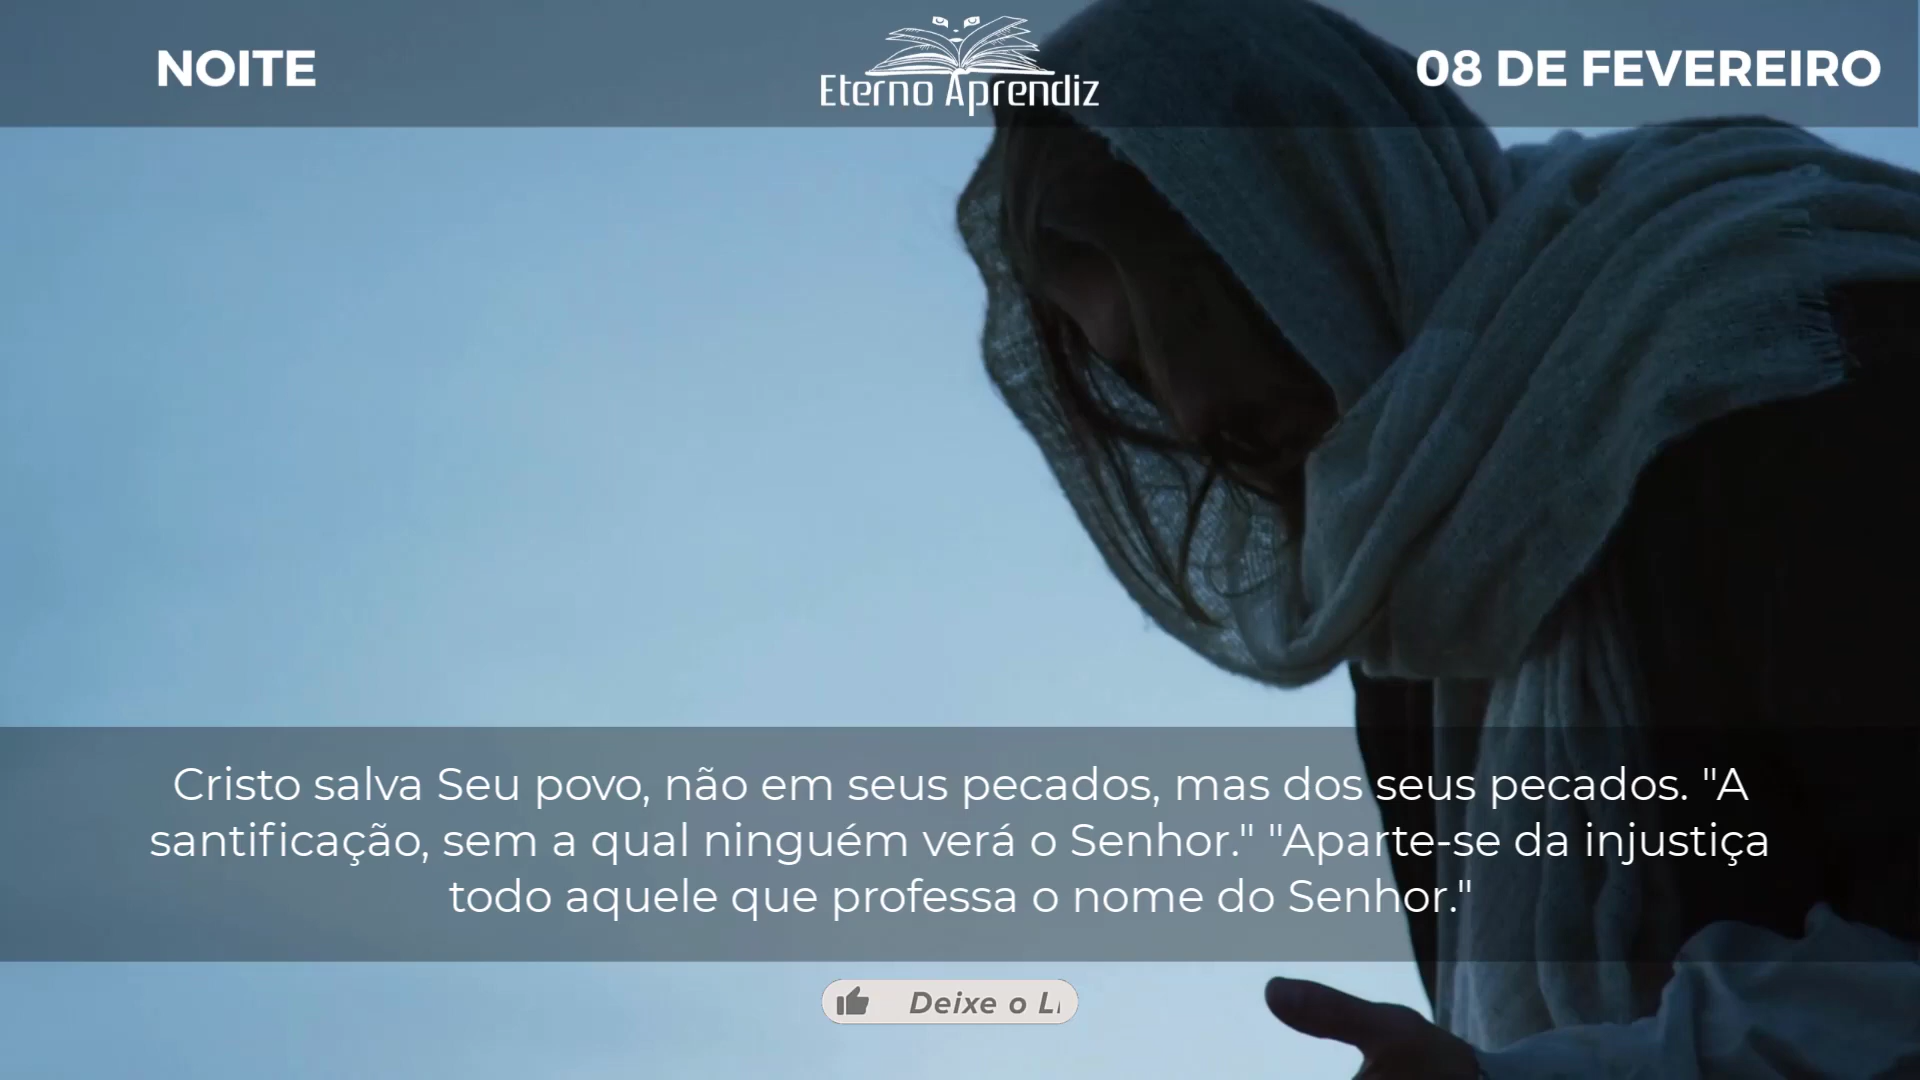 NOITE
Eterno Aprendiz
08 DE FEVEREIRO
Cristo salva Seu povo, não em seus pecados, mas dos seus pecados. "A
santificação, sem a qual ninguém verá o Senhor." "Aparte-se da injustiça
todo aquele que professa o nome do Senhor."
Deixe o L